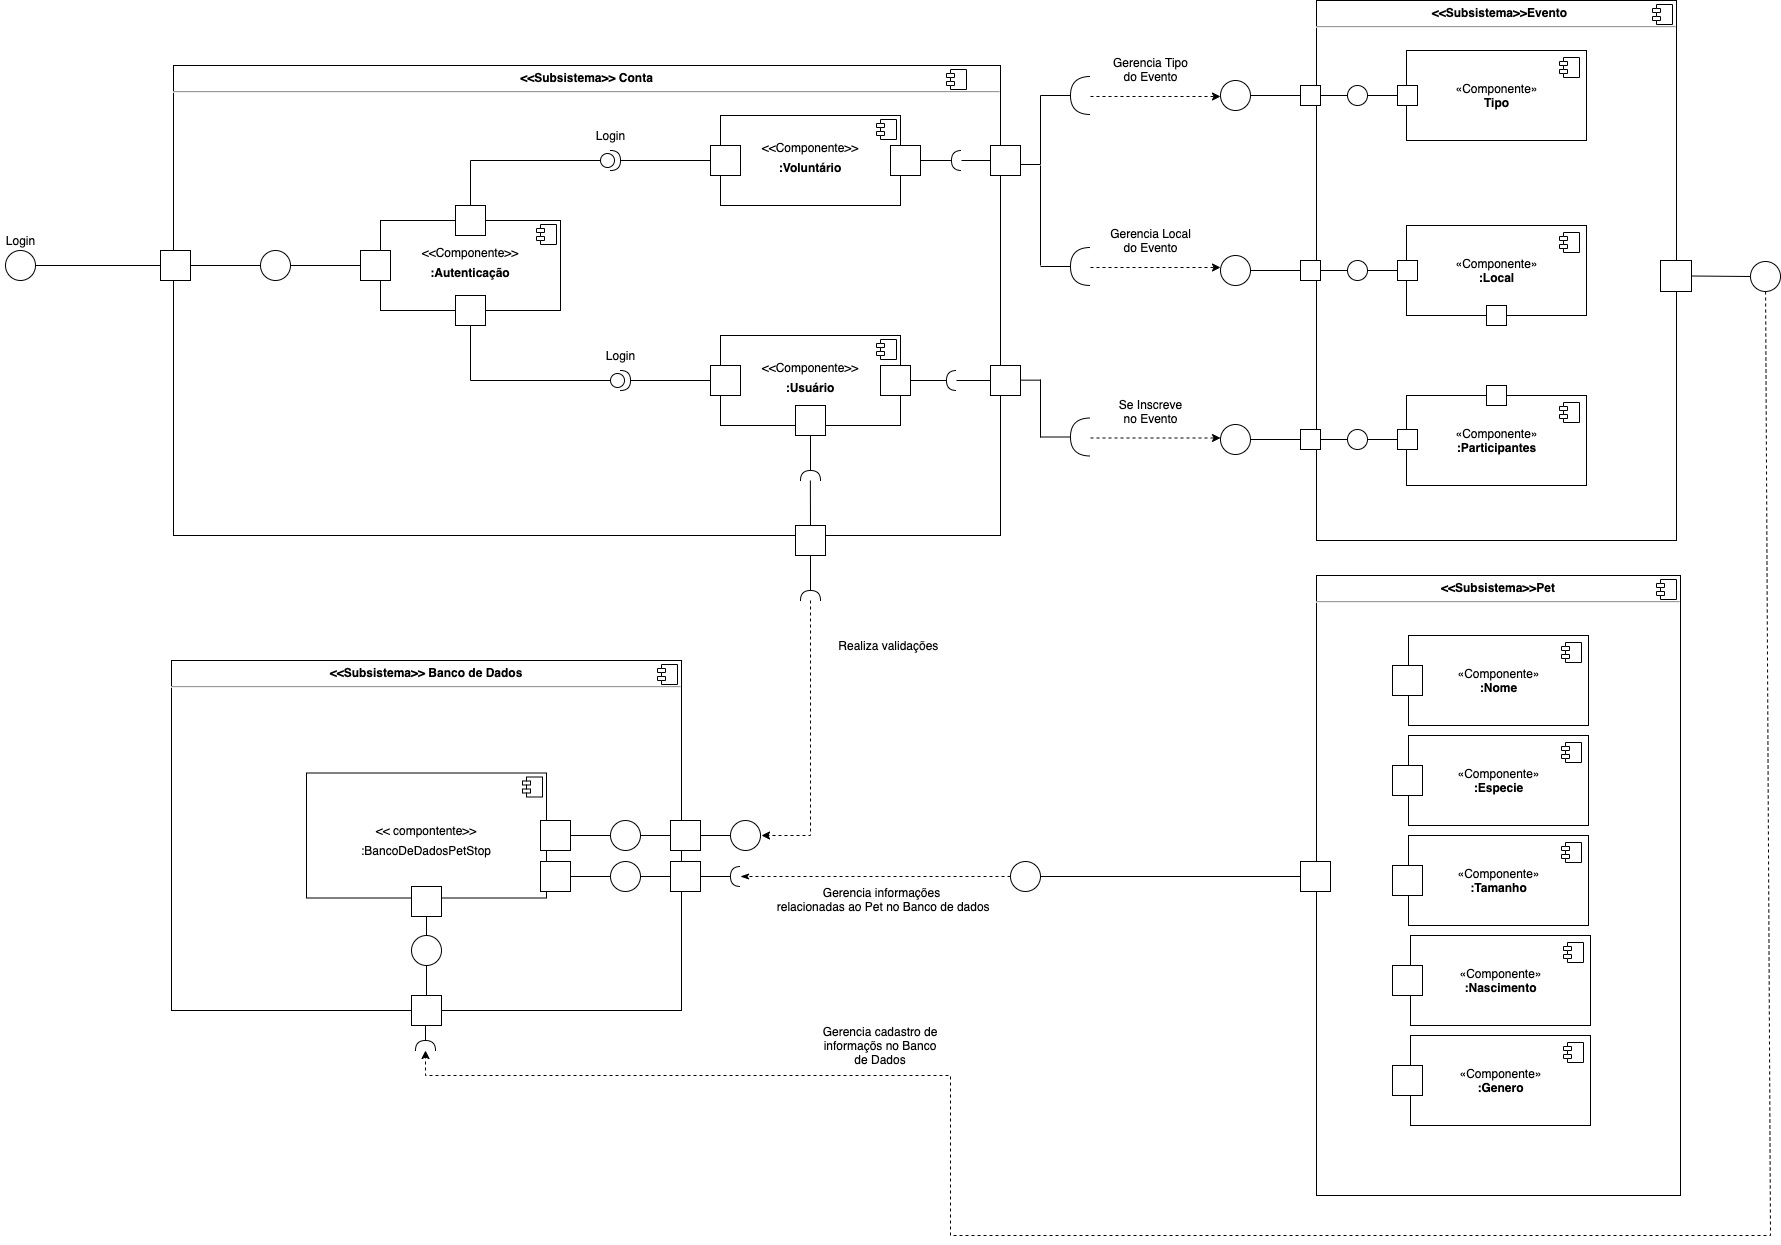 <<Subsistema>>Evento
Gerencia Tipo
do Evento
«Componente»
Tipo
<<Subsistema>> Conta
Login
<<Componente>>
:Voluntário
Login
<<Componente>>
:Autenticação
Gerencia Local
do Evento
«Componente»
:Local
Login
<<Componente>>
:Usuário
Se Inscreve
no Evento
«Componente»
:Participantes
<<Subsistema>>Pet
Realiza validações
<<Subsistema>> Banco de Dados
«Componente»
:Nome
«Componente»
:Especie
<< compontente>>
:BancoDeDadosPetStop
«Componente»
:Tamanho
Gerencia informações
relacionadas ao Pet no Banco de dados
«Componente»
:Nascimento
Gerencia cadastro de
informaçõs no Banco
de Dados
«Componente»
:Genero